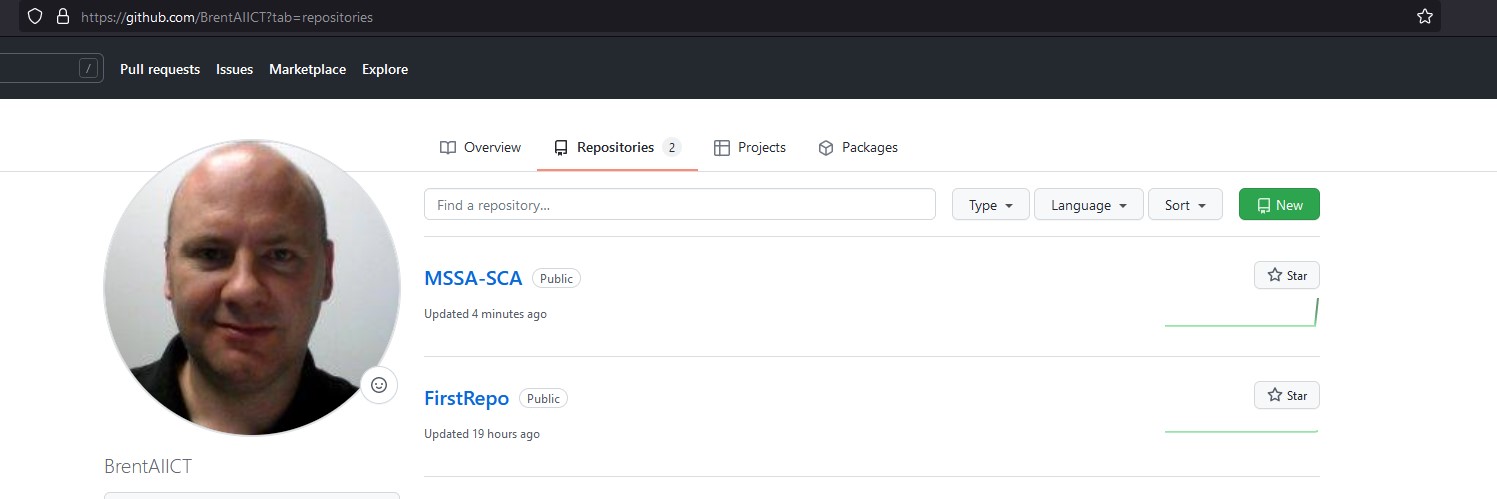 https://github.com/BrentAIICT?tab=repositories
/ Pull requests Issues Marketplace Explore
Overview Repositories 2 Projects Packages
Find a repository... Type Language Sort New
MSSA-SCA Public Star
Updated 4 minutes ago
FirstRepo Public Star
Updated 19 hours ago
BrentAIICT